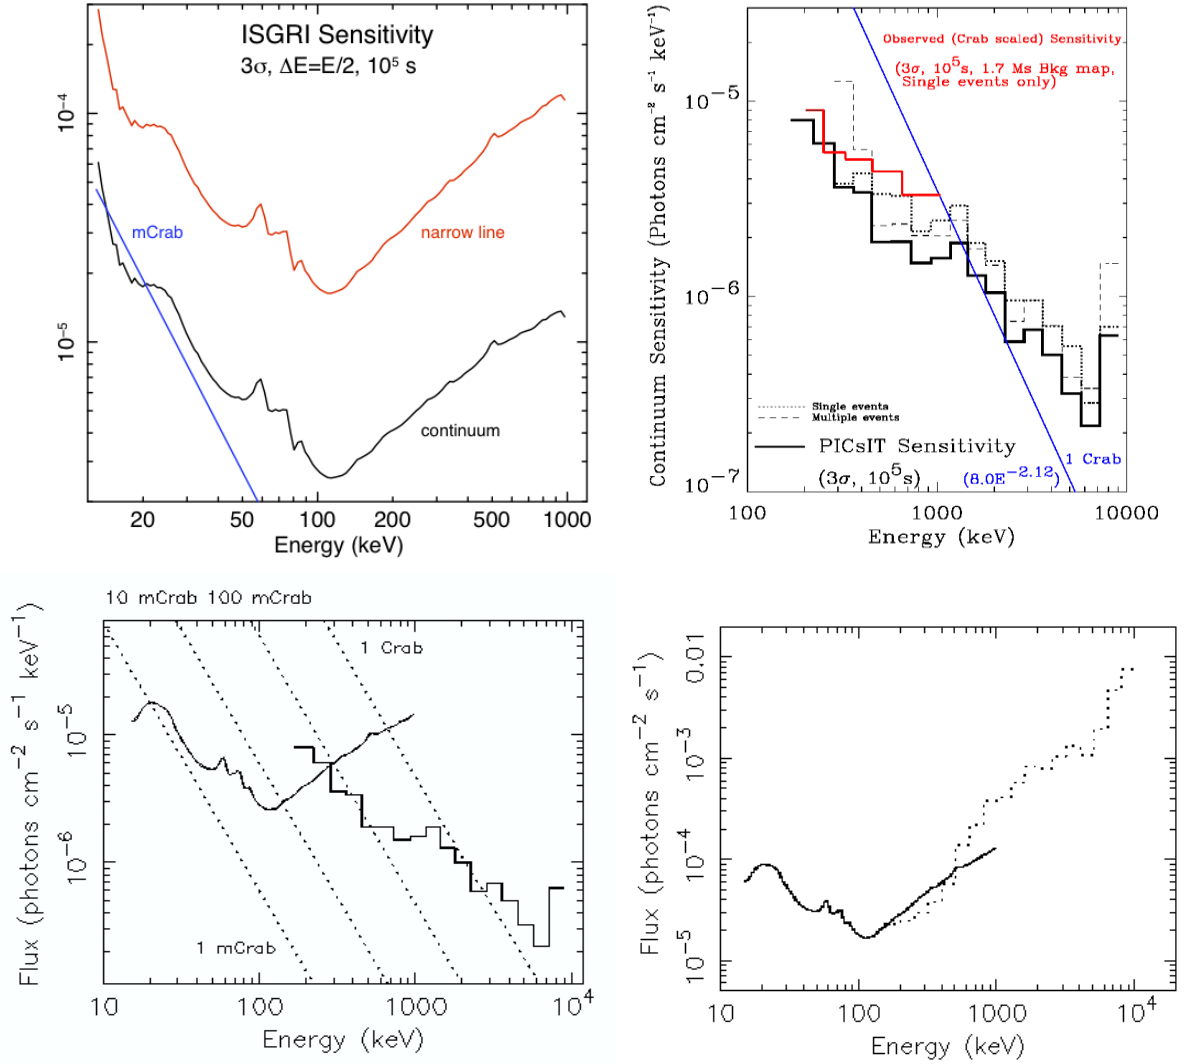 ISGRI Sensitivity
3σ, ΔE=E/2, 10⁵ s
10⁻⁴
10⁻⁵
mCrab
narrow line
continuum
20 50 100 200 500 1000
Energy (keV)
Continuum Sensitivity (Photons cm⁻² s⁻¹ keV⁻¹)
10⁻⁵
10⁻⁶
10⁻⁷
Observed (Crab scaled) Sensitivity
(3σ, 10⁵s, 1.7 Ms Bkg map,
Single events only)
Single events
Multiple events
PICsIT Sensitivity
(3σ, 10⁵s)
1 Crab
(8.0E⁻²·¹²)
100 1000 10000
Energy (keV)
10 mCrab 100 mCrab
1 Crab
1 mCrab
Flux (photons cm⁻² s⁻¹ keV⁻¹)
10⁻⁵
10⁻⁶
10 100 1000 10⁴
Energy (keV)
Flux (photons cm⁻² s⁻¹)
0.01
10⁻³
10⁻⁴
10⁻⁵
10 100 1000 10⁴
Energy (keV)